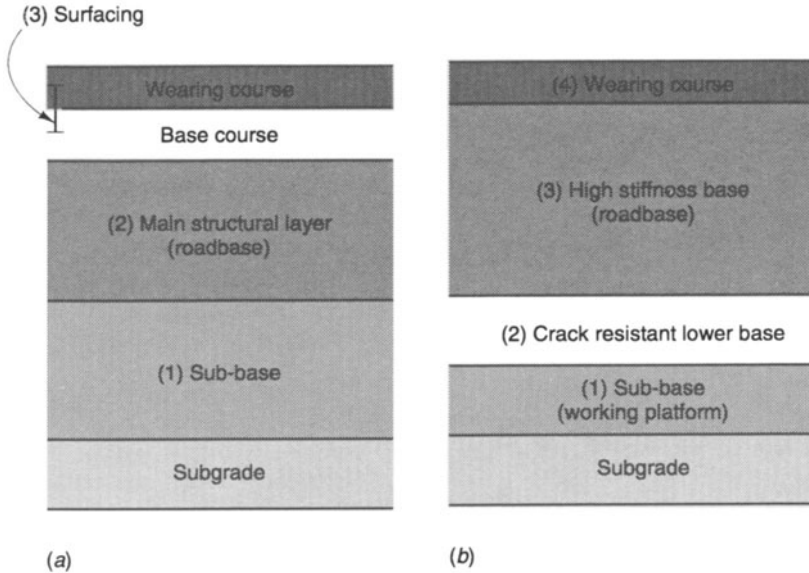 (3) Surfacing
Wearing course
Base course
(2) Main structural layer
(roadbase)
(1) Sub-base
Subgrade
(a)
(4) Wearing course
(3) High stiffnoss base
(roadbase)
(2) Crack resistant lower base
(1) Sub-base
(working platform)
Subgrade
(b)